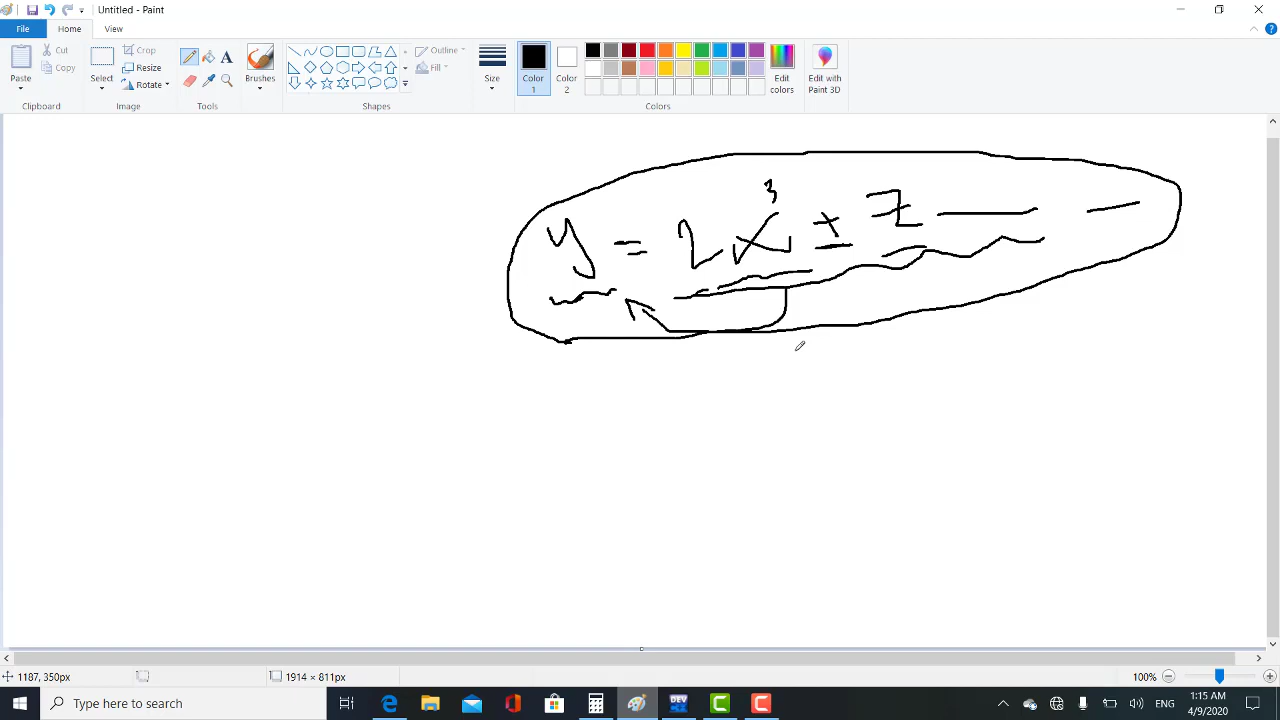 Untitled - Paint
File Home View
Paste
Cut
Copy
Clipboard
Select
Crop
Resize
Rotate
Image
Tools
Brushes
Outline
Fill
Shapes
Size
Color 1
Color 2
Edit colors
Colors
Edit with Paint 3D
y = 2x³ ± z
1187, 350px
1914 × 811px
100%
Type here to search
DEV
ENG
1:15 AM
4/9/2020